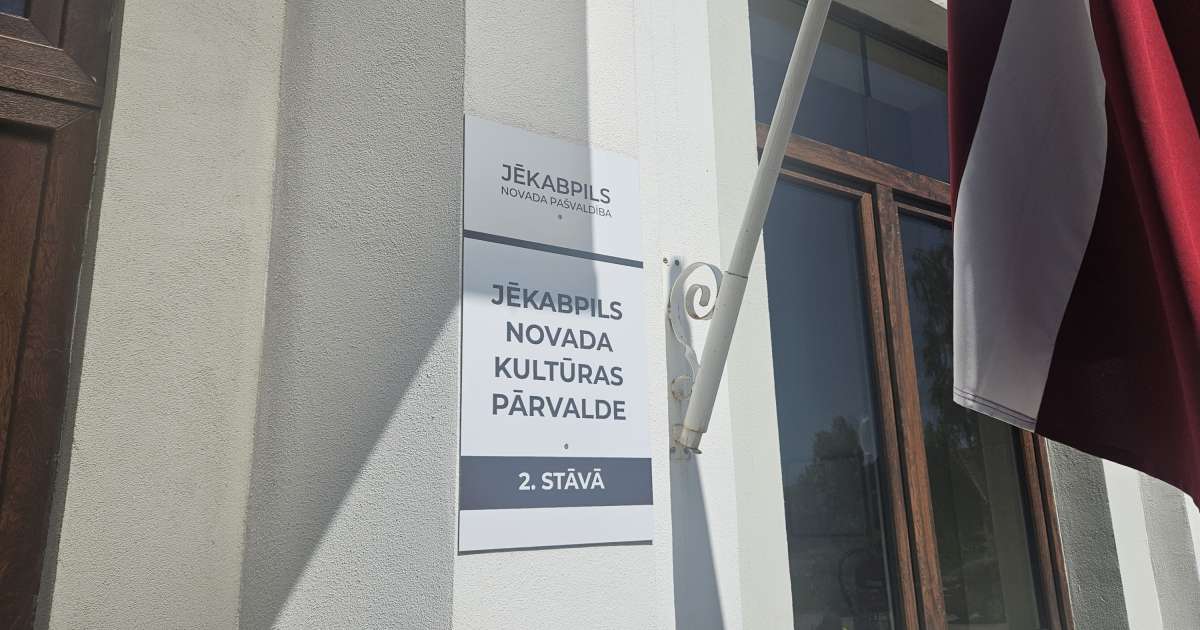 JĒKABPILS
NOVADA PAŠVALDĪBA
JĒKABPILS
NOVADA
KULTŪRAS
PĀRVALDE
2. STĀVĀ